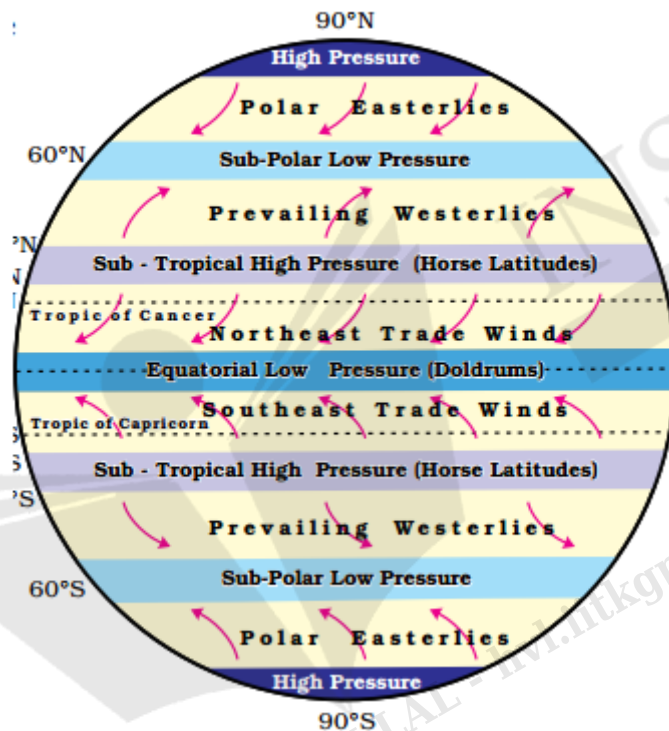 90°N
High Pressure
Polar Easterlies
60°N
Sub-Polar Low Pressure
Prevailing Westerlies
°N
Sub - Tropical High Pressure (Horse Latitudes)
N
Tropic of Cancer
Northeast Trade Winds
Equatorial Low Pressure (Doldrums)
Southeast Trade Winds
Tropic of Capricorn
S
Sub - Tropical High Pressure (Horse Latitudes)
S
°S
Prevailing Westerlies
60°S
Sub-Polar Low Pressure
Polar Easterlies
High Pressure
90°S